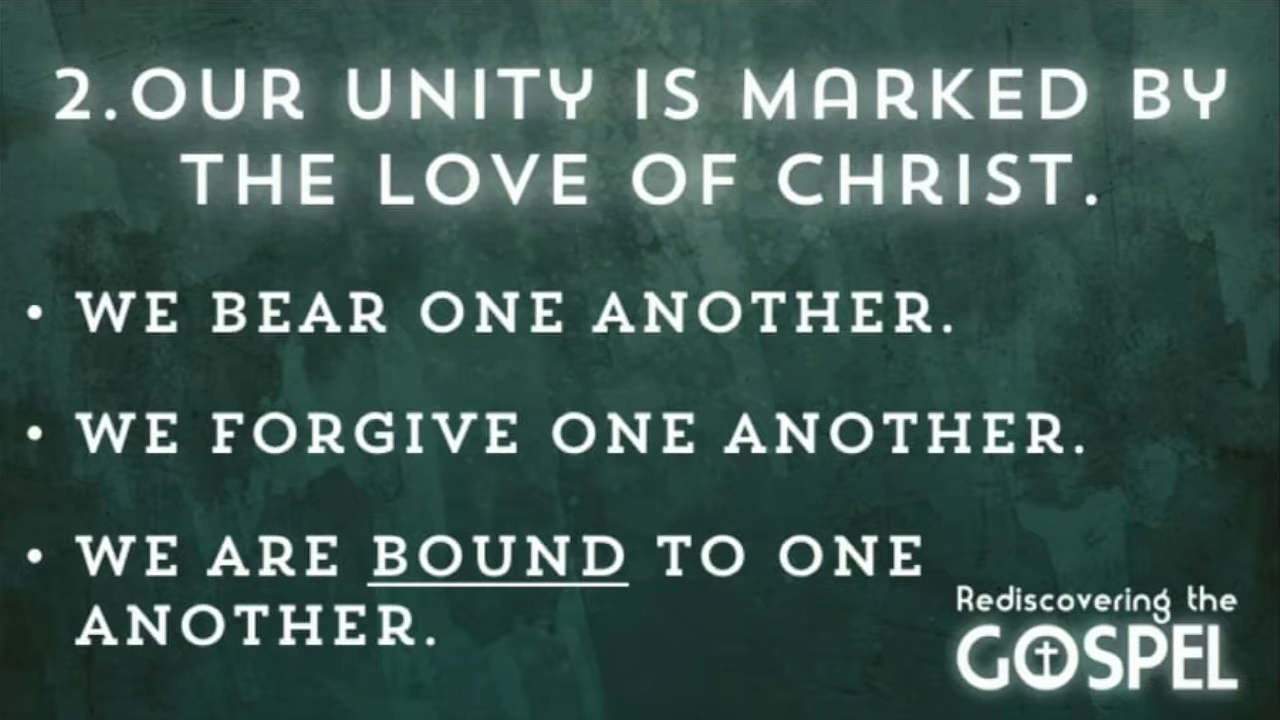 2.OUR UNITY IS MARKED BY
THE LOVE OF CHRIST.
• WE BEAR ONE ANOTHER.
• WE FORGIVE ONE ANOTHER.
• WE ARE BOUND TO ONE
ANOTHER.
Rediscovering the
GOSPEL